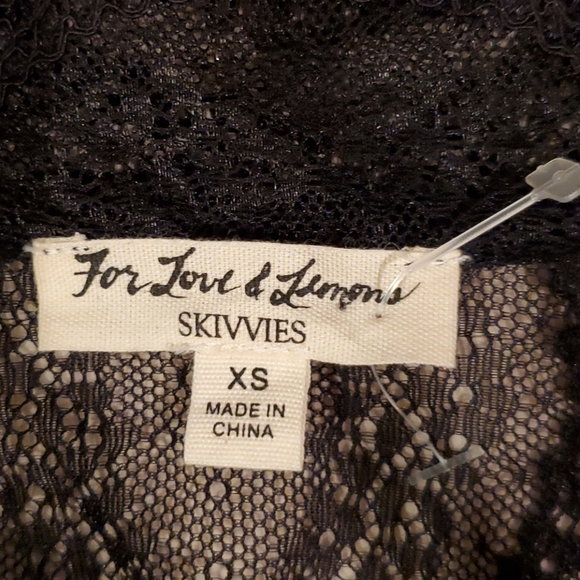 For Love & Lemons
SKIVVIES
XS
MADE IN
CHINA